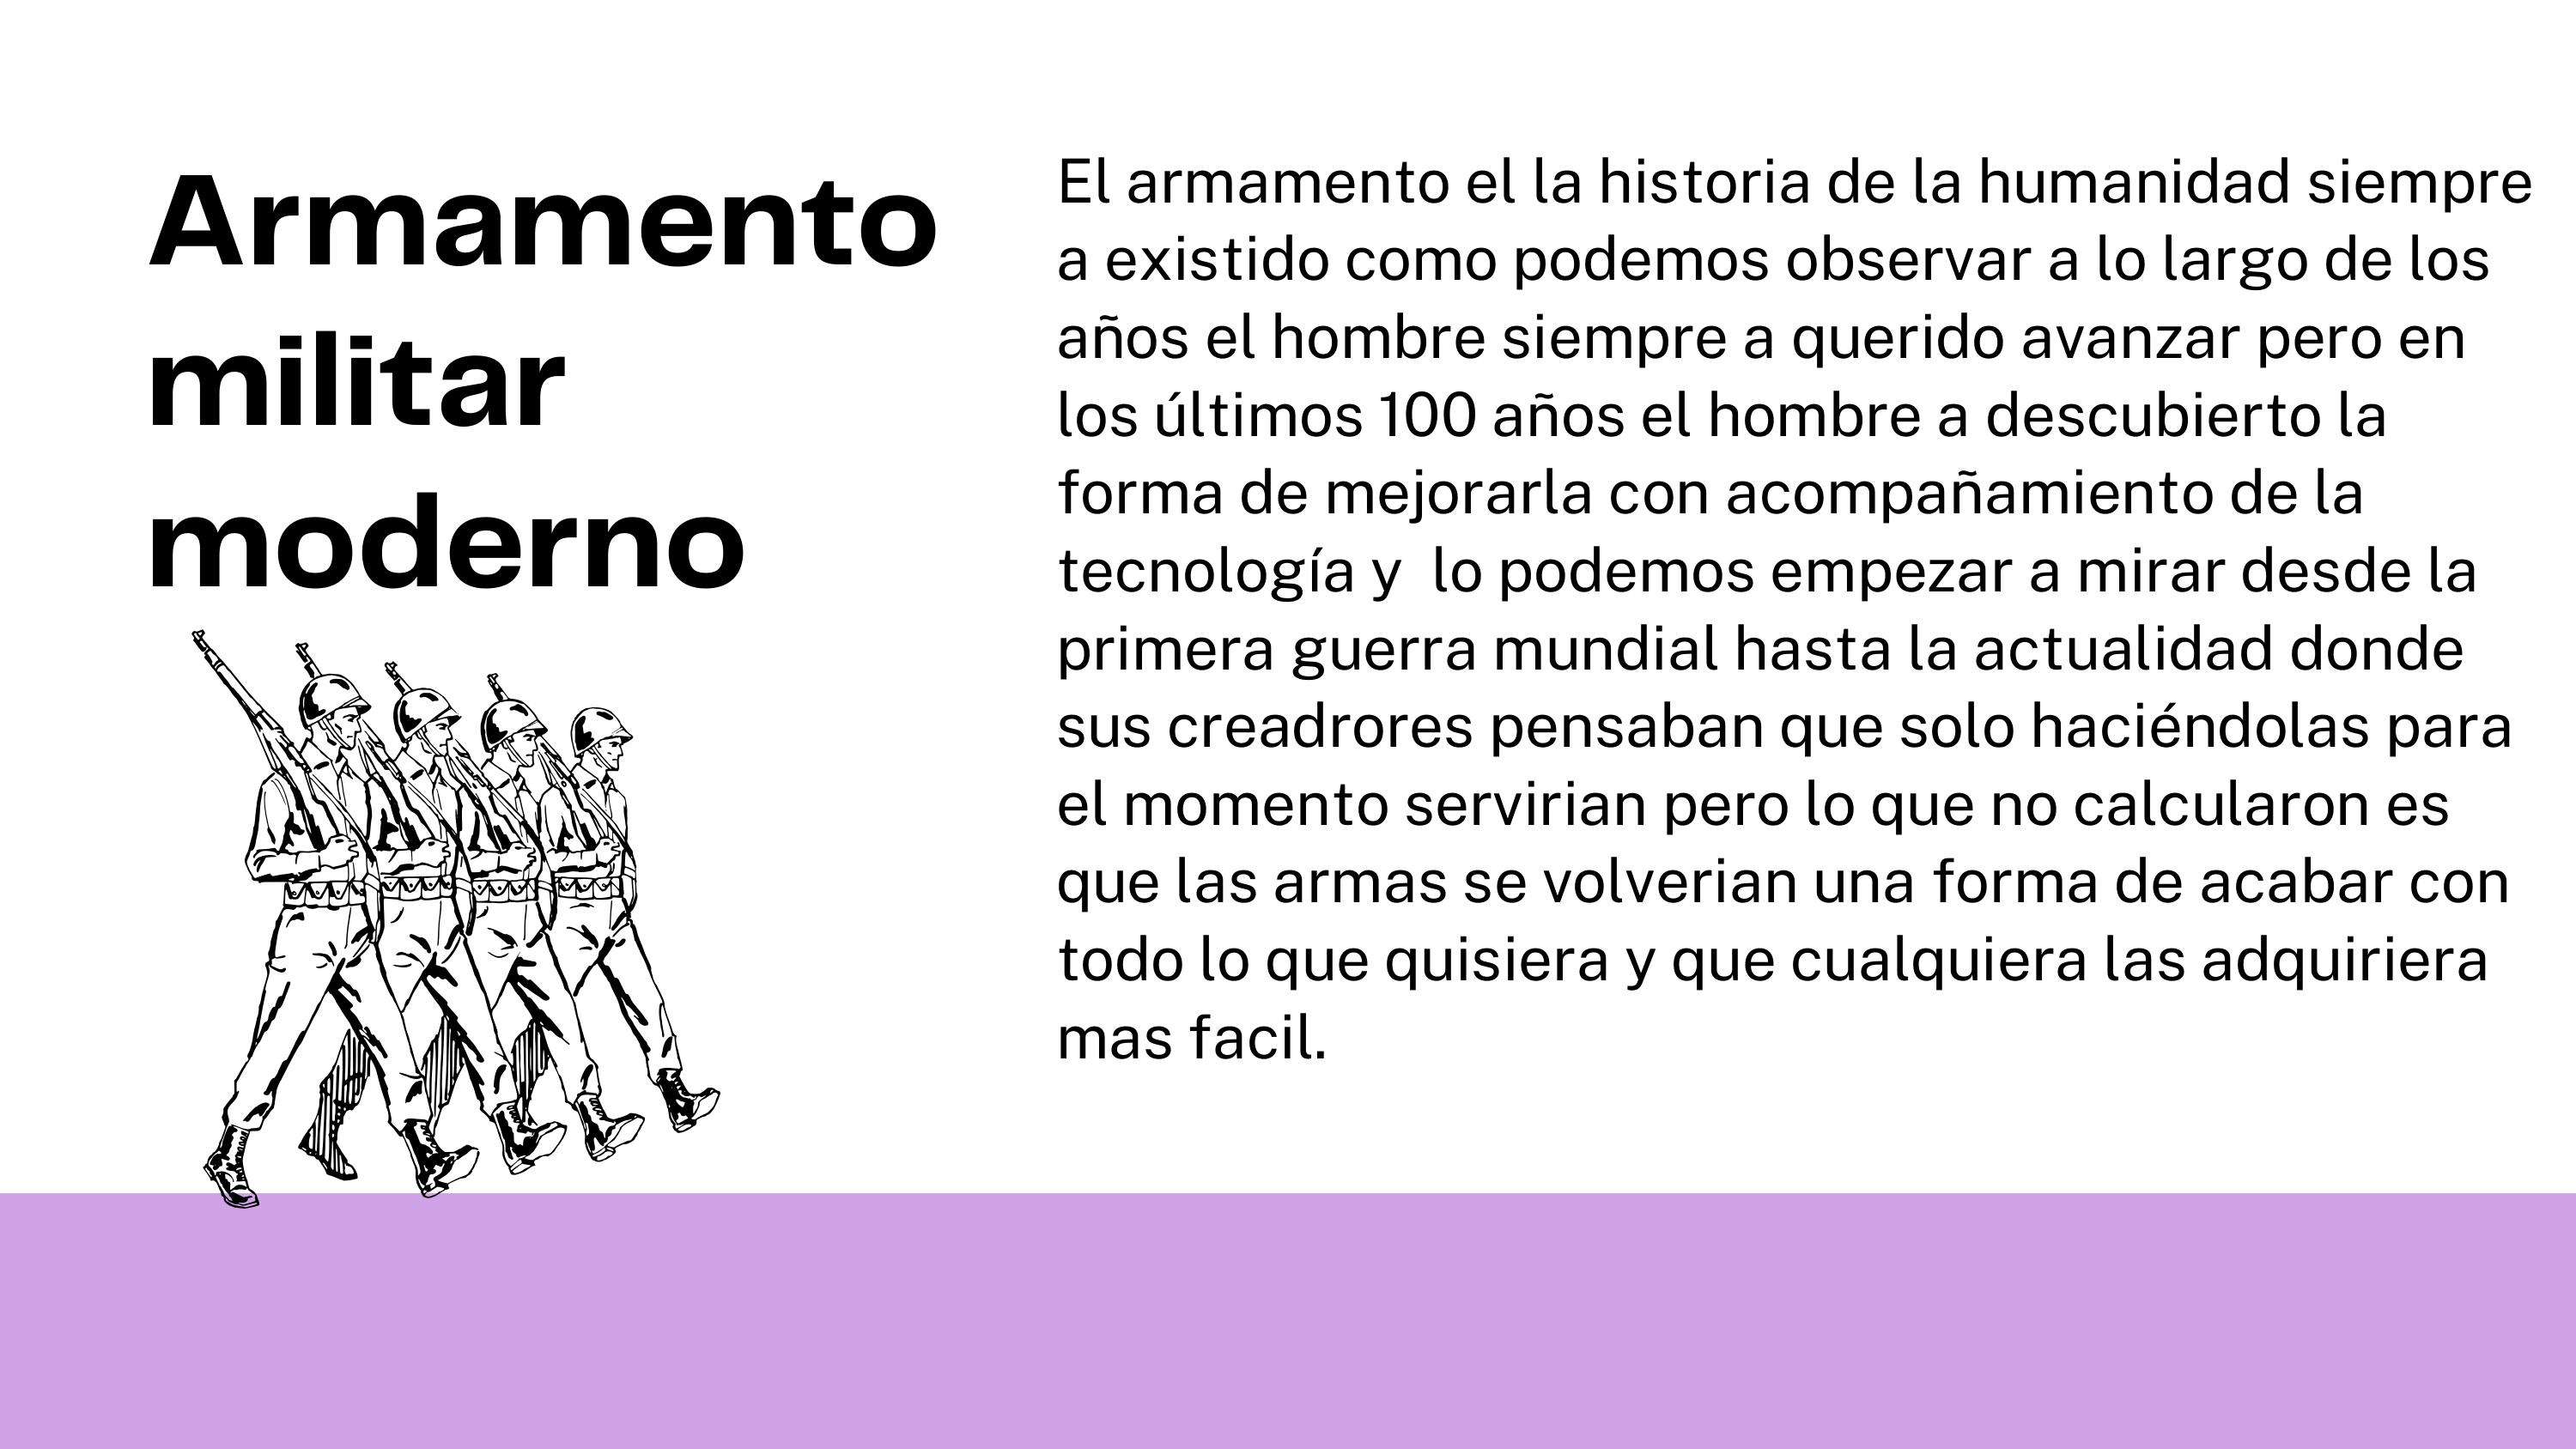 Armamento
militar
moderno
El armamento el la historia de la humanidad siempre
a existido como podemos observar a lo largo de los
años el hombre siempre a querido avanzar pero en
los últimos 100 años el hombre a descubierto la
forma de mejorarla con acompañamiento de la
tecnología y  lo podemos empezar a mirar desde la
primera guerra mundial hasta la actualidad donde
sus creadrores pensaban que solo haciéndolas para
el momento servirian pero lo que no calcularon es
que las armas se volverian una forma de acabar con
todo lo que quisiera y que cualquiera las adquiriera
mas facil.